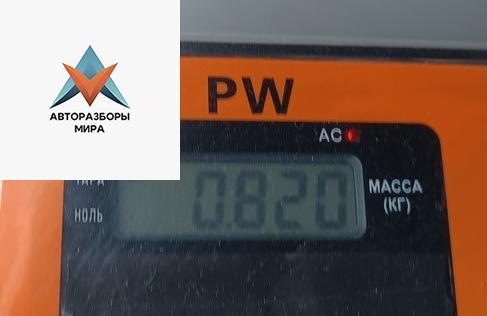 АВТОРАЗБОРЫ
МИРА
PW
AC
ТАРА
НОЛЬ
0.820
МАССА
(КГ)